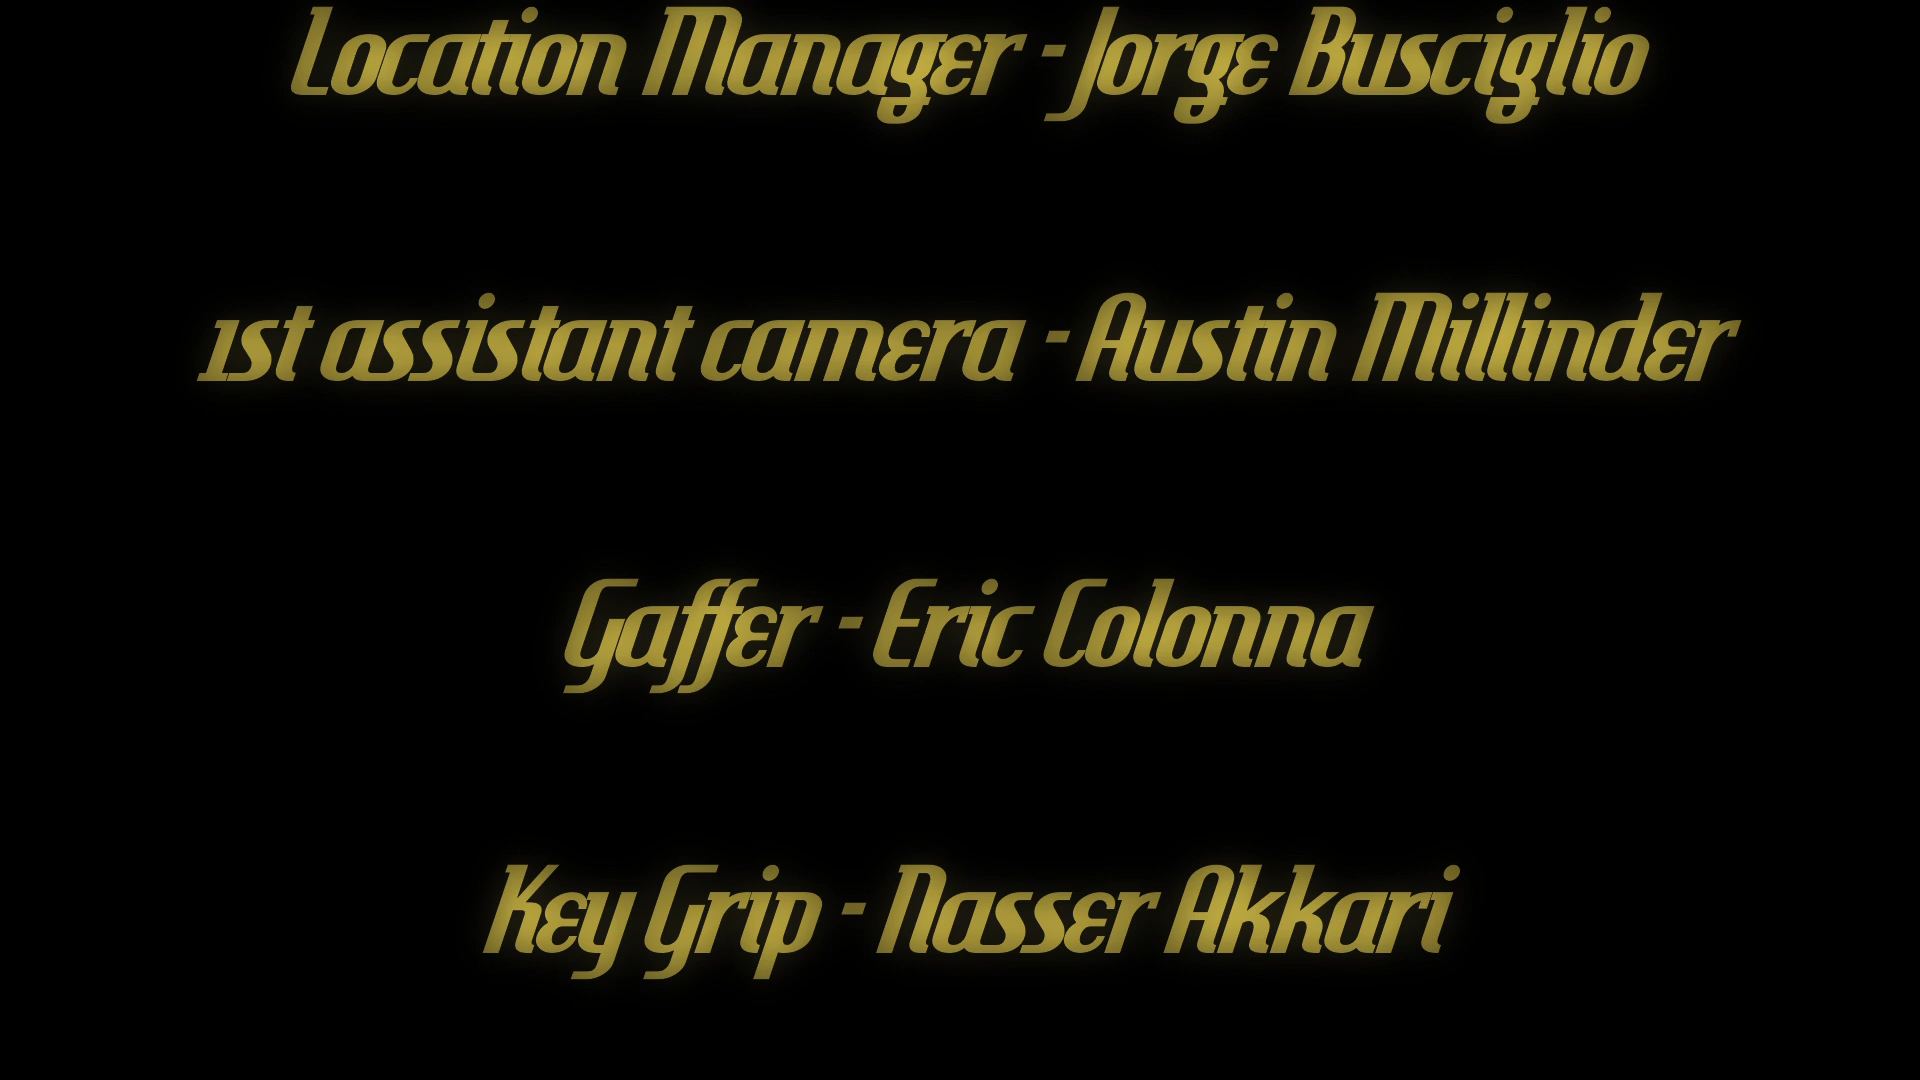 Location Manager - Jorge Busciglio
1st assistant camera - Austin Millinder
Gaffer - Eric Colonna
Key Grip - Nasser Akkari